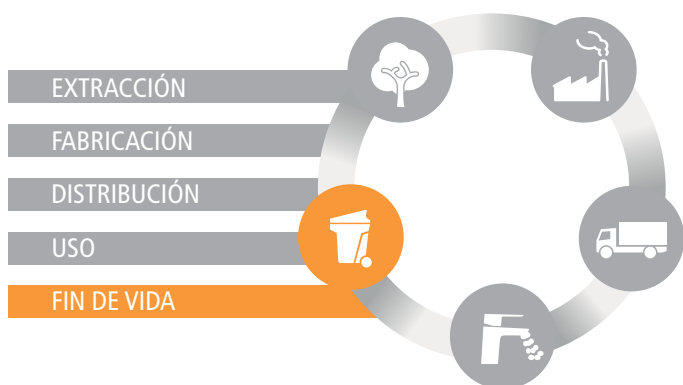 EXTRACCIÓN
FABRICACIÓN
DISTRIBUCIÓN
USO
FIN DE VIDA